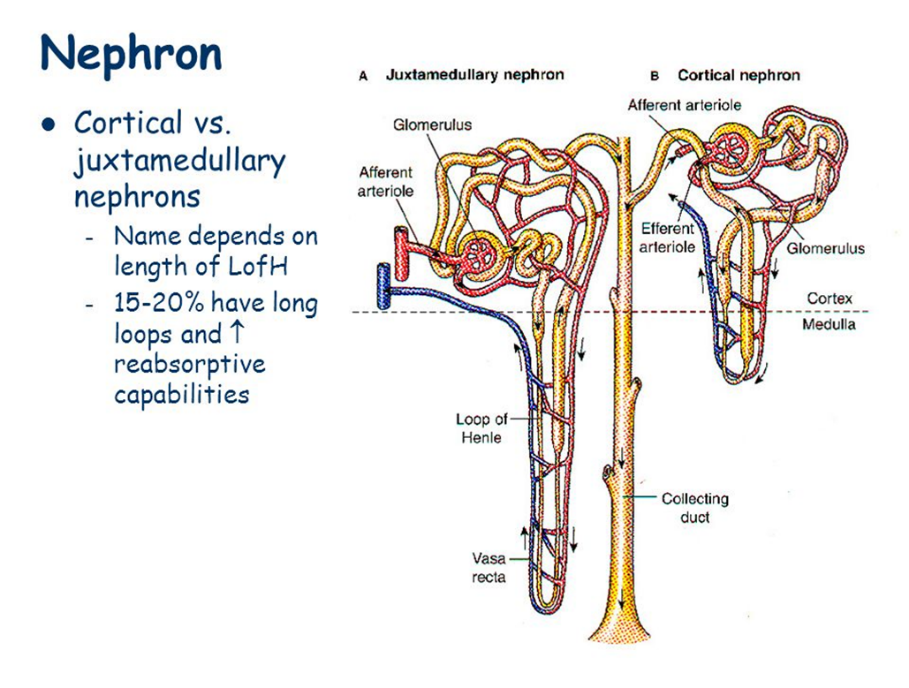 Nephron
● Cortical vs.
juxtamedullary
nephrons
- Name depends on
length of LofH
- 15-20% have long
loops and ↑
reabsorptive
capabilities
A Juxtamedullary nephron
B Cortical nephron
Glomerulus
Afferent
arteriole
Loop of
Henle
Vasa
recta
Afferent arteriole
Efferent
arteriole
Glomerulus
Cortex
Medulla
Collecting
duct